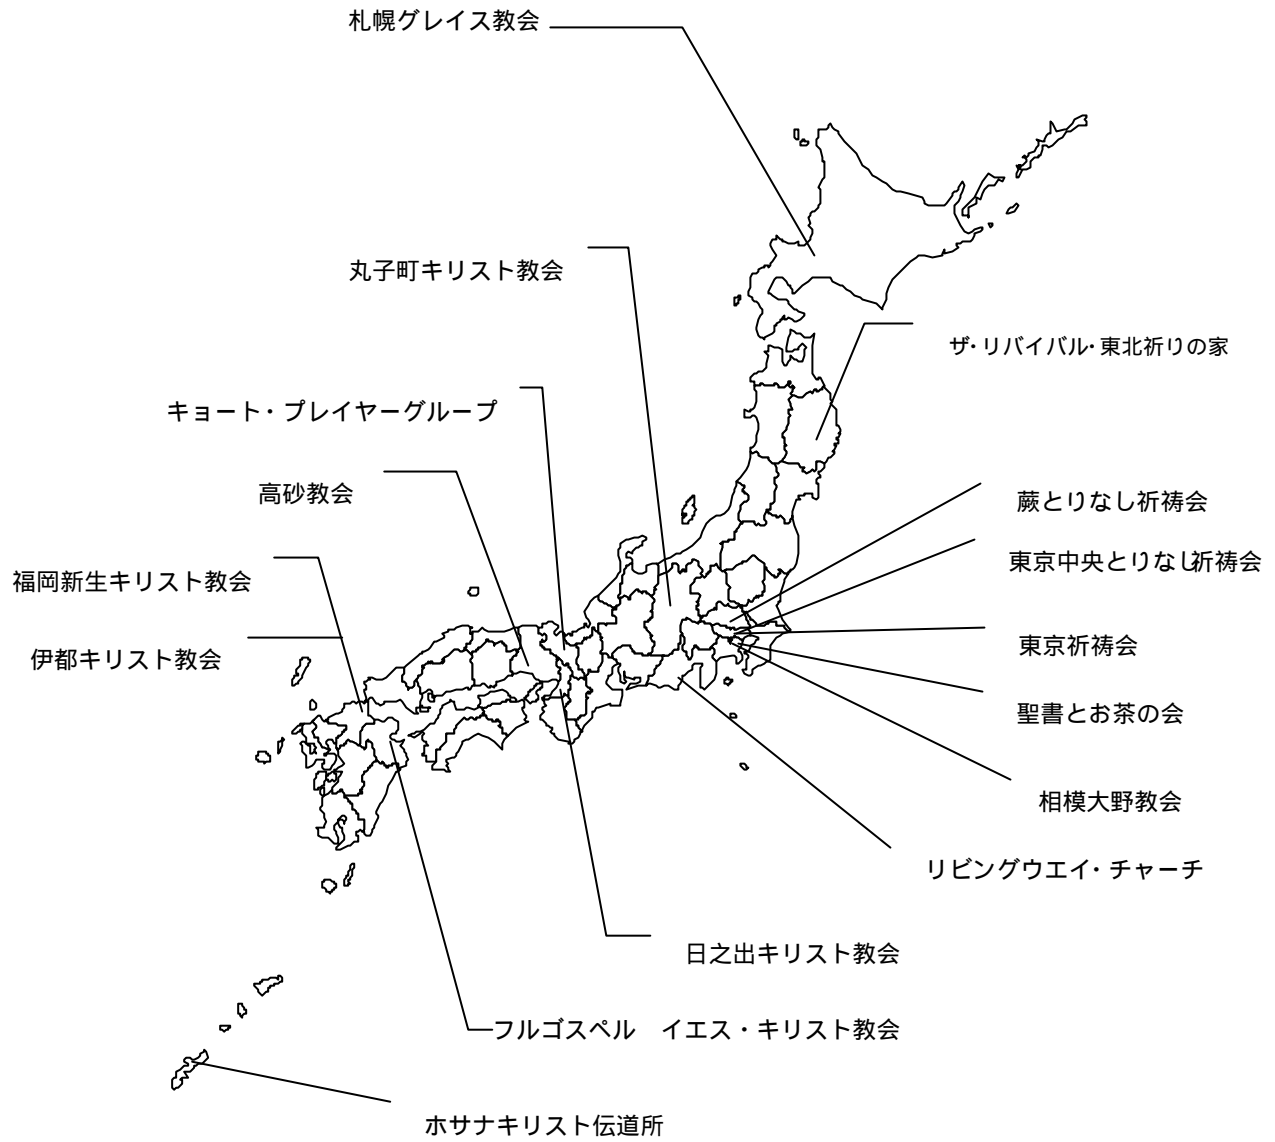 札幌グレイス教会
丸子町キリスト教会
ザ・リバイバル・東北祈りの家
キョート・プレイヤーグループ
高砂教会
蕨とりなし祈祷会
東京中央とりなし祈祷会
福岡新生キリスト教会
東京祈祷会
伊都キリスト教会
聖書とお茶の会
相模大野教会
リビングウエイ・チャーチ
日之出キリスト教会
フルゴスペル　イエス・キリスト教会
ホサナキリスト伝道所